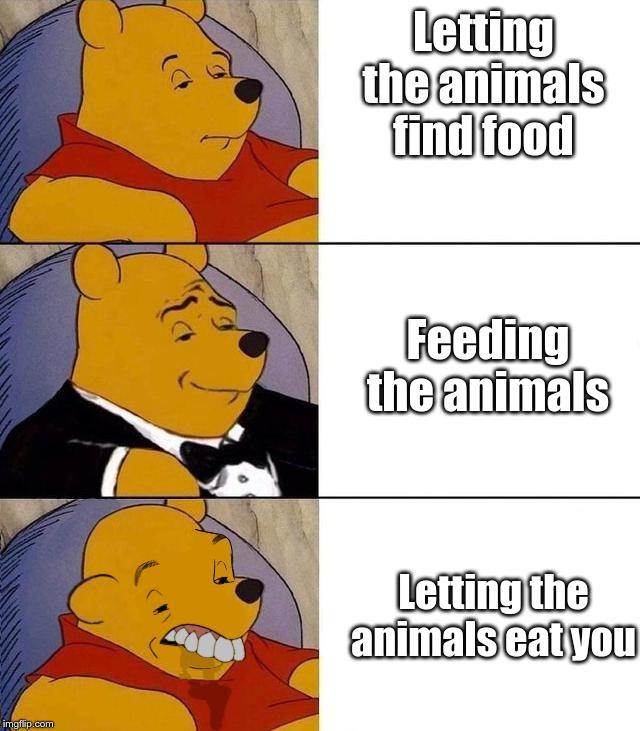 Letting
the animals
find food
Feeding
the animals
Letting the
animals eat you
imgflip.com